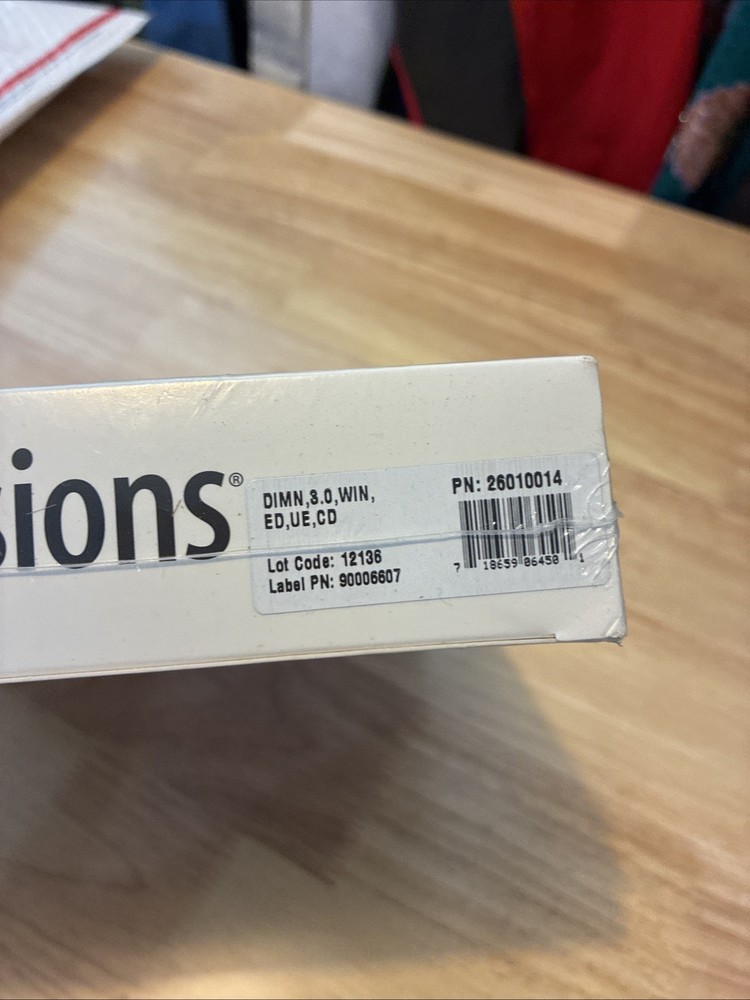 sions®
DIMN,3.0,WIN,
ED,UE,CD
PN: 26010014
Lot Code: 12136
Label PN: 90006607
7 18659 06450 1